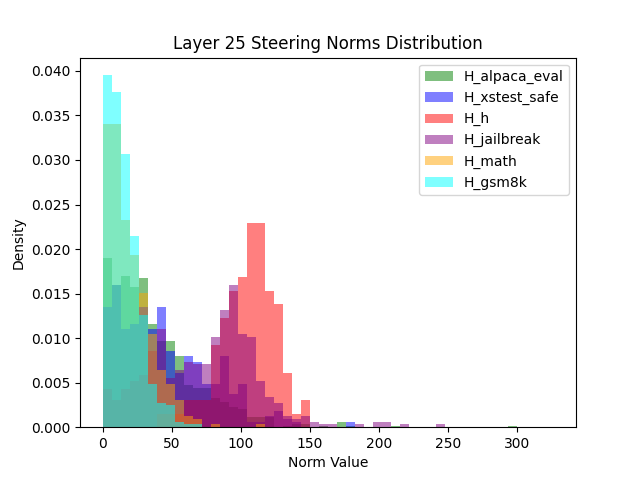 Layer 25 Steering Norms Distribution
0.040
0.035
0.030
0.025
0.020
0.015
0.010
0.005
0.000
Density
0 50 100 150 200 250 300
Norm Value
H_alpaca_eval
H_xstest_safe
H_h
H_jailbreak
H_math
H_gsm8k